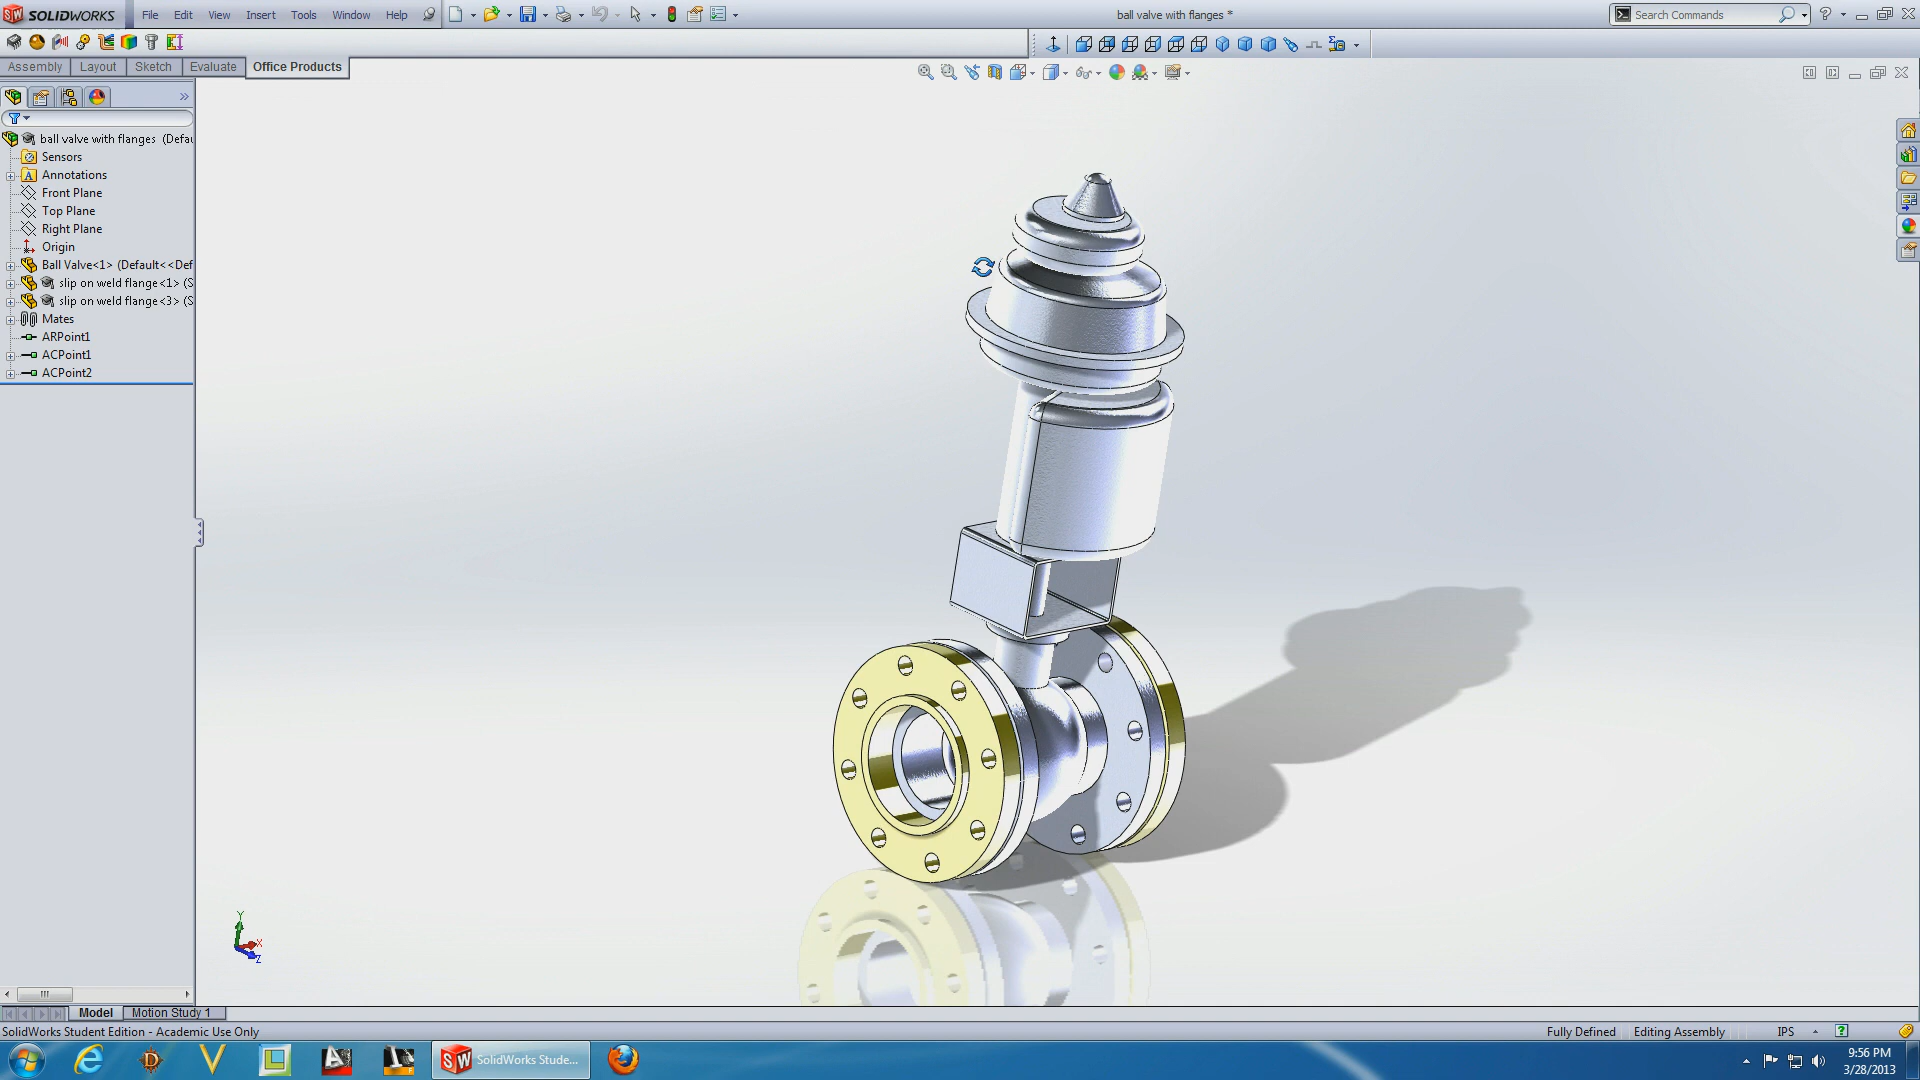 SOLIDWORKS File Edit View Insert Tools Window Help ball valve with flanges * Search Commands
Assembly Layout Sketch Evaluate Office Products
ball valve with flanges (Defau
Sensors
Annotations
Front Plane
Top Plane
Right Plane
Origin
Ball Valve<1> (Default<<Def
slip on weld flange<1> (S
slip on weld flange<3> (S
Mates
ARPoint1
ACPoint1
ACPoint2
Y
X
Z
Model Motion Study 1
SolidWorks Student Edition - Academic Use Only Fully Defined Editing Assembly IPS
SW SolidWorks Stude...
9:56 PM
3/28/2013